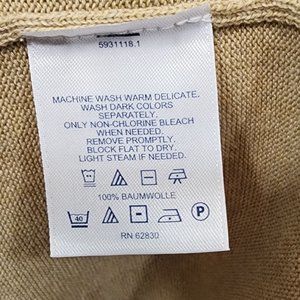 5931118.1
MACHINE WASH WARM DELICATE.
WASH DARK COLORS
SEPARATELY.
ONLY NON-CHLORINE BLEACH
WHEN NEEDED.
REMOVE PROMPTLY.
BLOCK FLAT TO DRY.
LIGHT STEAM IF NEEDED.
100% BAUMWOLLE
40 P
RN 62830